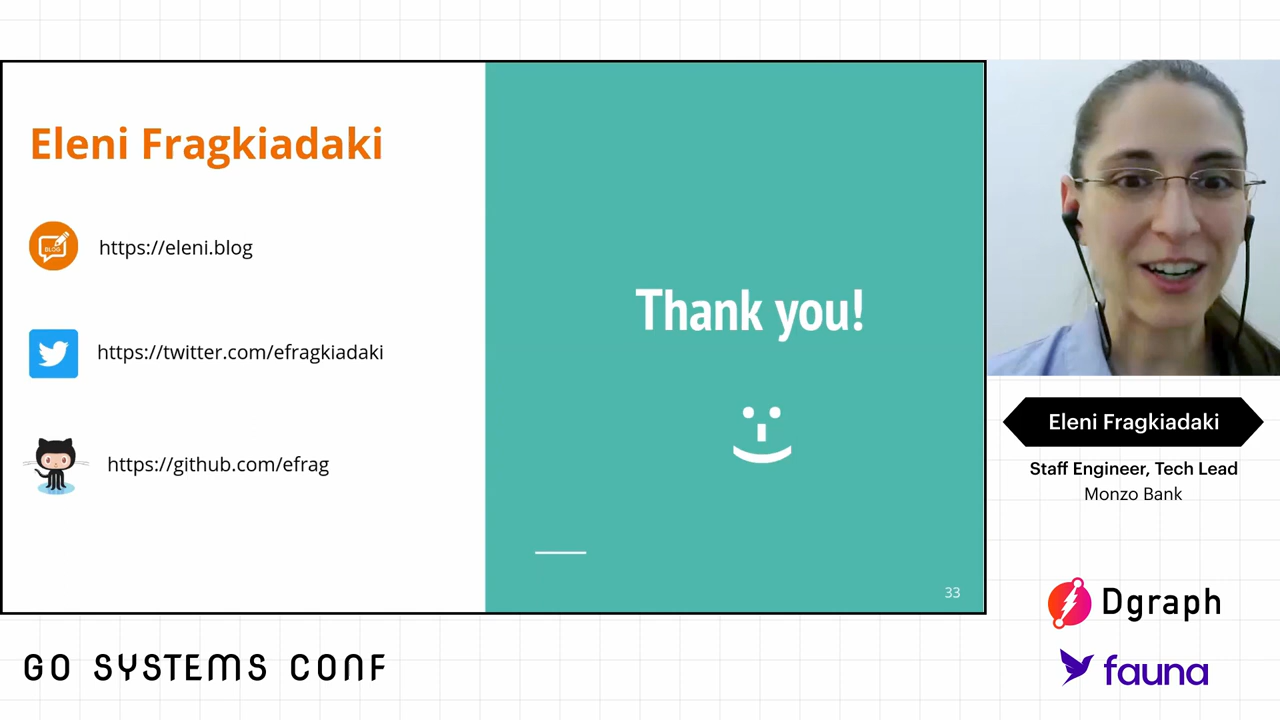 Eleni Fragkiadaki
BLOG
https://eleni.blog
https://twitter.com/efragkiadaki
https://github.com/efrag
Thank you!
33
Eleni Fragkiadaki
Staff Engineer, Tech Lead
Monzo Bank
Dgraph
fauna
GO SYSTEMS CONF